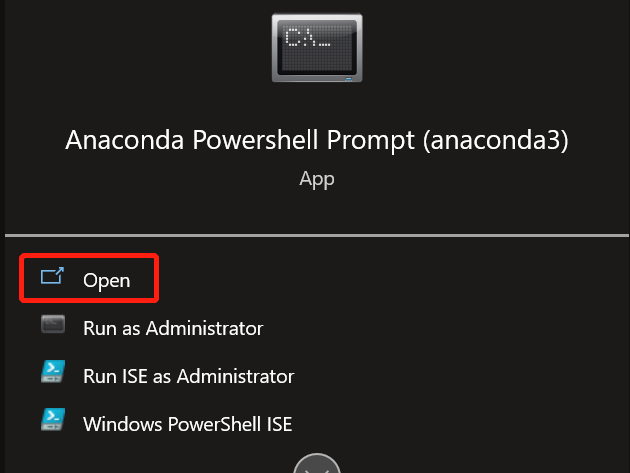 C:\_
Anaconda Powershell Prompt (anaconda3)
App
Open
Run as Administrator
Run ISE as Administrator
Windows PowerShell ISE